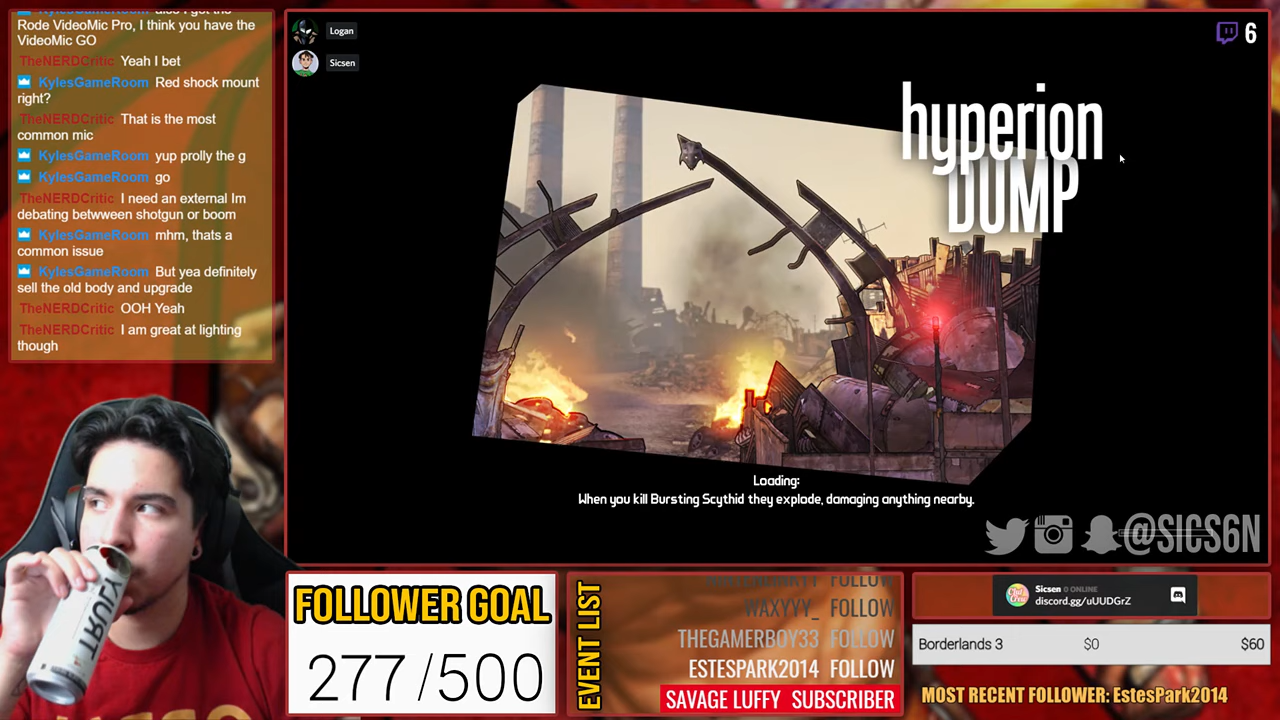 Rode VideoMic Pro, I think you have the
VideoMic GO
TheNERDCritic Yeah I bet
KylesGameRoom Red shock mount
right?
TheNERDCritic That is the most
common mic
KylesGameRoom yup prolly the g
KylesGameRoom go
TheNERDCritic I need an external Im
debating betwween shotgun or boom
KylesGameRoom mhm, thats a
common issue
KylesGameRoom But yea definitely
sell the old body and upgrade
TheNERDCritic OOH Yeah
TheNERDCritic I am great at lighting
though
Logan
Sicsen
6
hyperion
DUMP
Loading:
When you kill Bursting Scythid they explode, damaging anything nearby.
@SICS6N
TRULY
FOLLOWER GOAL
277/500
EVENT LIST
WAXYYY_ FOLLOW
THEGAMERBOY33 FOLLOW
ESTESPARK2014 FOLLOW
SAVAGE LUFFY SUBSCRIBER
Sicsen 0 ONLINE
discord.gg/uUUDGrZ
Borderlands 3 $0 $60
MOST RECENT FOLLOWER: EstesPark2014